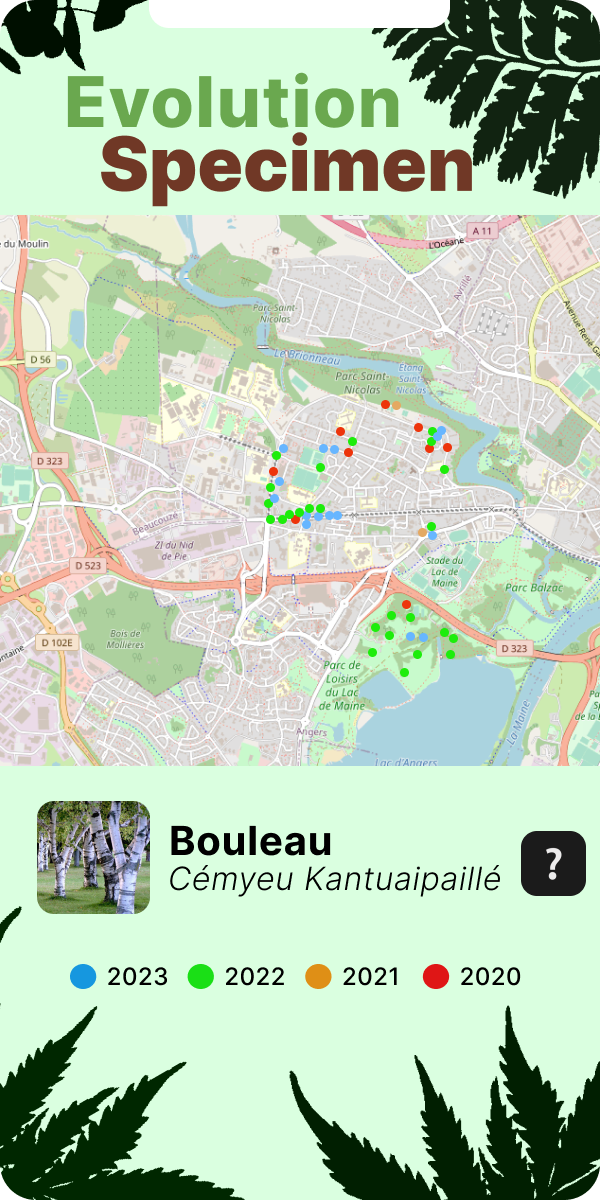 Evolution
Specimen
A 11
L'Océane
e du Moulin
Avrillé
Parc-Saint-
Nicolas
Avenue René Ga
Le Brionneau
D 56
Étang
Saint-
Nicolas
Parc Saint-
Nicolas
D 323
Beaucouzé
ZI du Nid
de Pie
D 523
Stade du
Lac de
Maine
Parc Balzac
Bois de
Mollières
D 102E
D 323
ontaine
Parc de
Loisirs
du Lac
de Maine
La Maine
Angers
Lac d'Angers
Bouleau
Cémyeu Kantuaipaillé
?
2023 2022 2021 2020